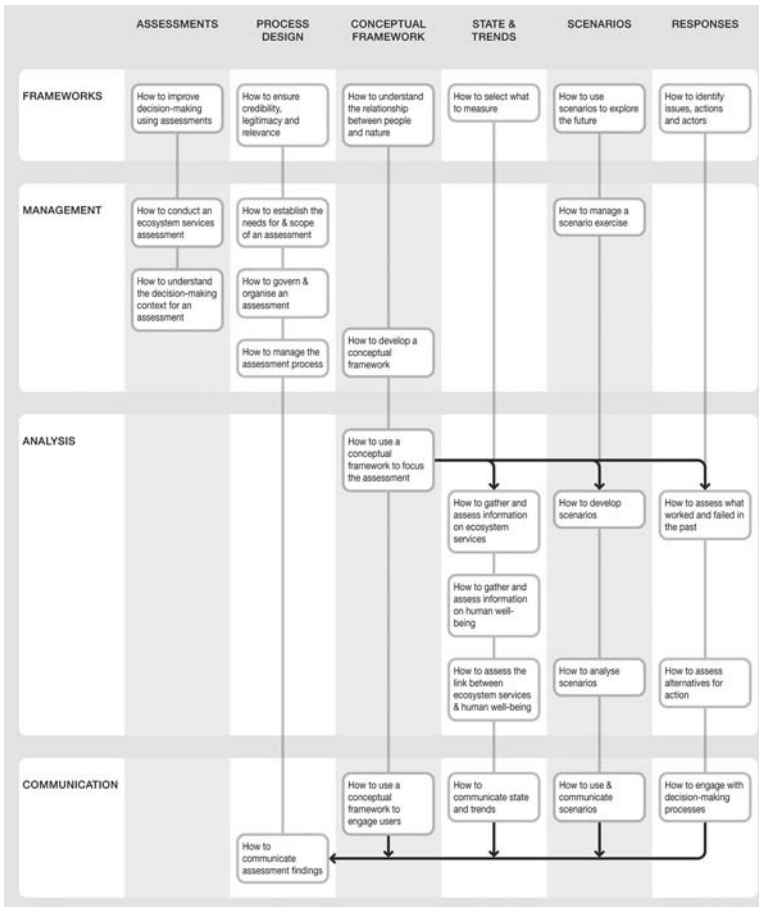 ASSESSMENTS
PROCESS
DESIGN
CONCEPTUAL
FRAMEWORK
STATE &
TRENDS
SCENARIOS
RESPONSES
FRAMEWORKS
How to improve
decision-making
using assessments
How to ensure
credibility,
legitimacy and
relevance
How to understand
the relationship
between people
and nature
How to select what
to measure
How to use
scenarios to explore
the future
How to identify
issues, actions
and actors
MANAGEMENT
How to conduct an
ecosystem services
assessment
How to understand
the decision-making
context for an
assessment
How to establish the
needs for & scope
of an assessment
How to govern &
organise an
assessment
How to manage the
assessment process
How to develop a
conceptual
framework
How to manage a
scenario exercise
ANALYSIS
How to use a
conceptual
framework to focus
the assessment
How to gather and
assess information
on ecosystem
services
How to gather and
assess information
on human well-
being
How to assess the
link between
ecosystem services
& human well-being
How to develop
scenarios
How to analyse
scenarios
How to assess what
worked and failed in
the past
How to assess
alternatives for
action
COMMUNICATION
How to
communicate
assessment findings
How to use a
conceptual
framework to
engage users
How to
communicate state
and trends
How to use &
communicate
scenarios
How to engage with
decision-making
processes